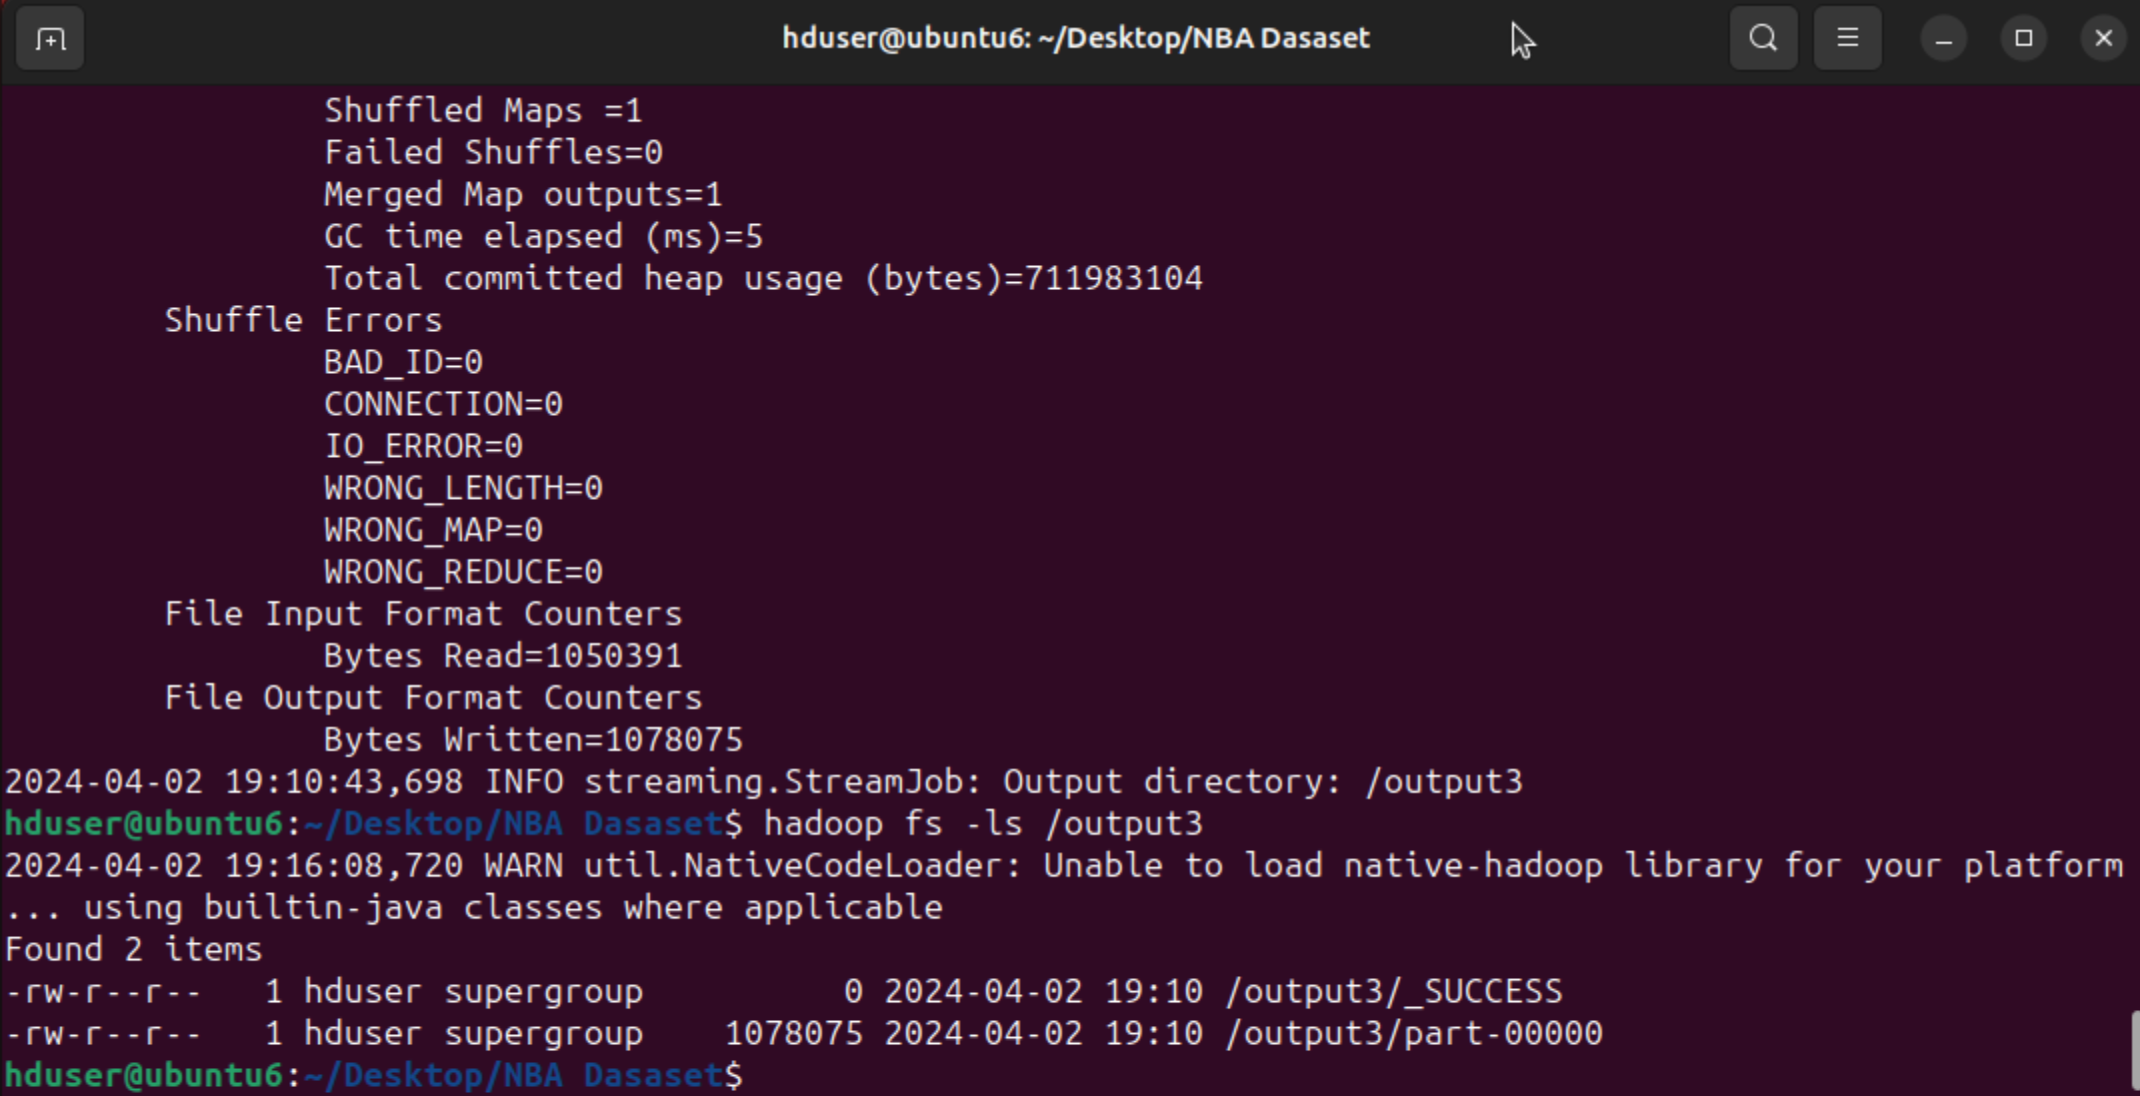 hduser@ubuntu6: ~/Desktop/NBA Dasaset
Shuffled Maps =1
Failed Shuffles=0
Merged Map outputs=1
GC time elapsed (ms)=5
Total committed heap usage (bytes)=711983104
Shuffle Errors
BAD_ID=0
CONNECTION=0
IO_ERROR=0
WRONG_LENGTH=0
WRONG_MAP=0
WRONG_REDUCE=0
File Input Format Counters
Bytes Read=1050391
File Output Format Counters
Bytes Written=1078075
2024-04-02 19:10:43,698 INFO streaming.StreamJob: Output directory: /output3
hduser@ubuntu6:~/Desktop/NBA Dasaset$ hadoop fs -ls /output3
2024-04-02 19:16:08,720 WARN util.NativeCodeLoader: Unable to load native-hadoop library for your platform
... using builtin-java classes where applicable
Found 2 items
-rw-r--r--   1 hduser supergroup          0 2024-04-02 19:10 /output3/_SUCCESS
-rw-r--r--   1 hduser supergroup    1078075 2024-04-02 19:10 /output3/part-00000
hduser@ubuntu6:~/Desktop/NBA Dasaset$